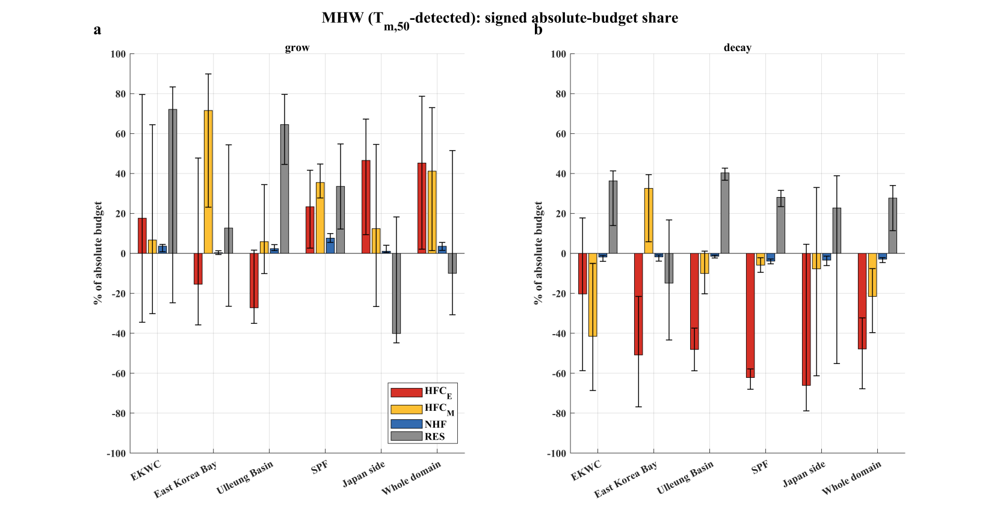 MHW (Tm,50-detected): signed absolute-budget share
a
grow
% of absolute budget
100
80
60
40
20
0
-20
-40
-60
-80
-100
EKWC
East Korea Bay
Ulleung Basin
SPF
Japan side
Whole domain
HFCE
HFCM
NHF
RES
b
decay
% of absolute budget
100
80
60
40
20
0
-20
-40
-60
-80
-100
EKWC
East Korea Bay
Ulleung Basin
SPF
Japan side
Whole domain